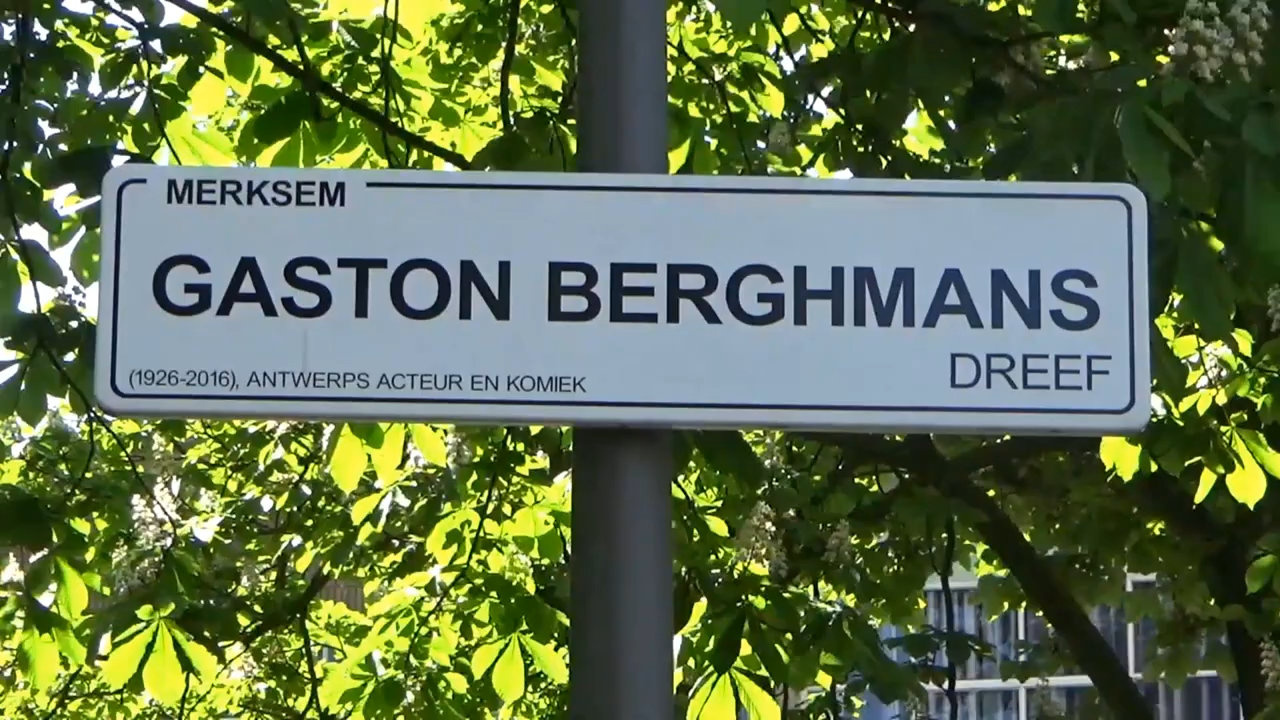 MERKSEM
GASTON BERGHMANS
DREEF
(1926-2016), ANTWERPS ACTEUR EN KOMIEK